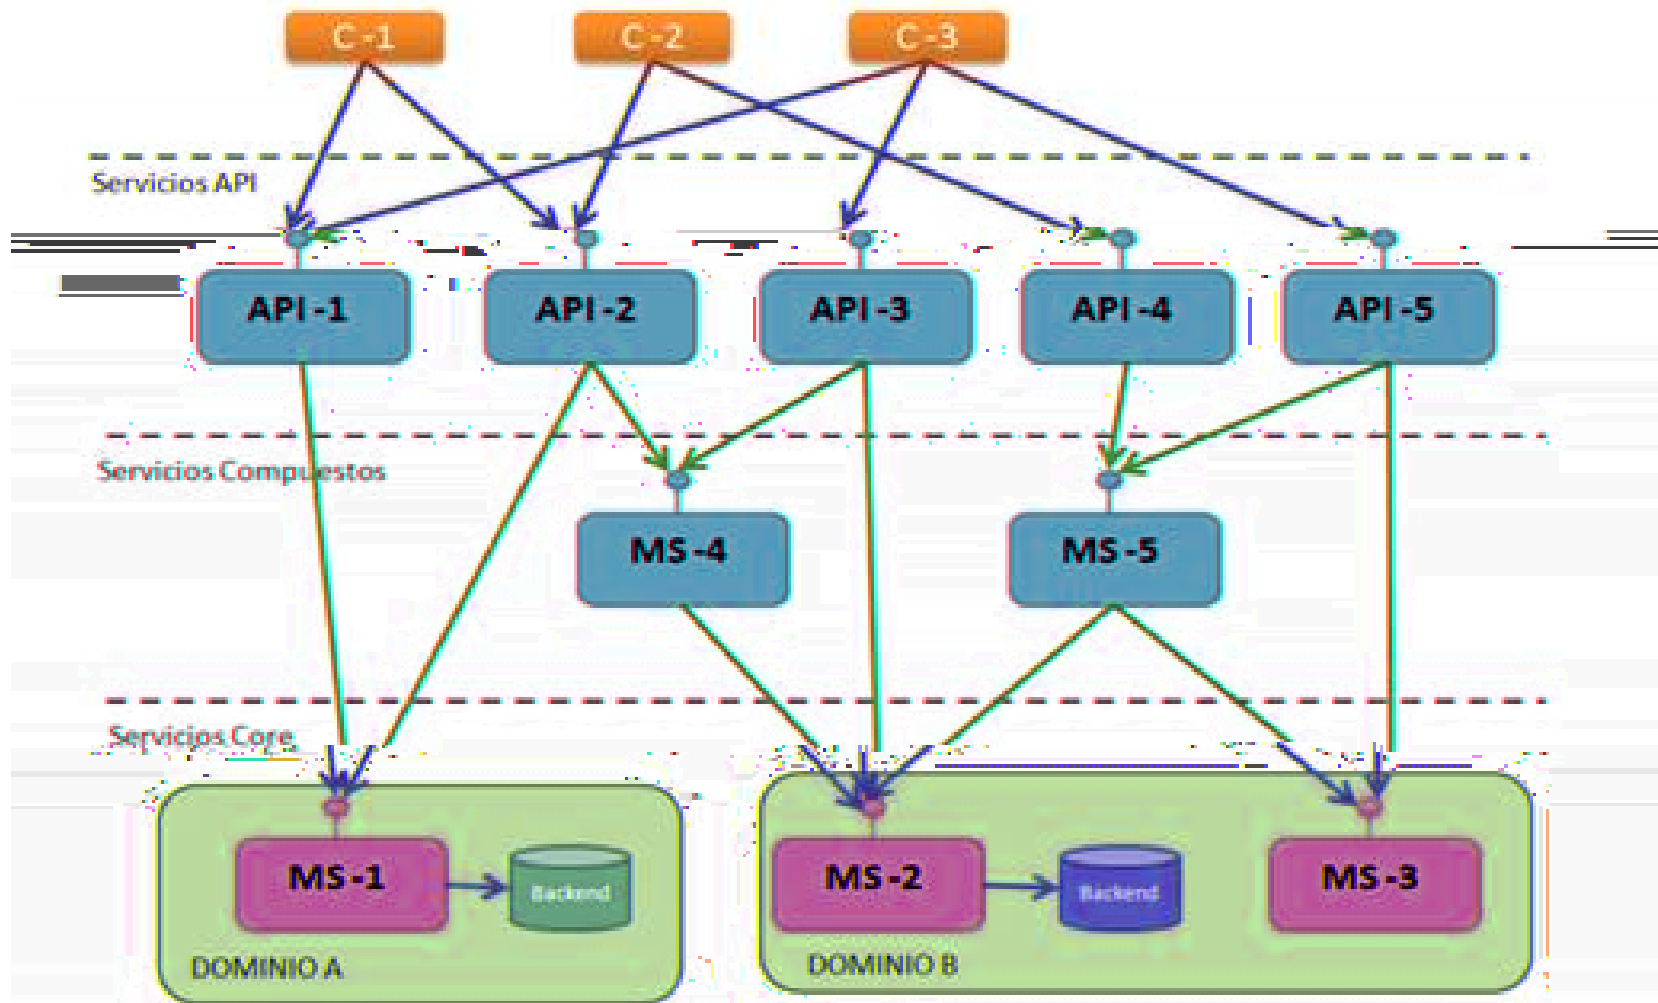 C -1
C -2
C -3
Servicios API
API -1
API -2
API -3
API -4
API -5
Servicios Compuestos
MS -4
MS -5
Servicios Core
MS -1
Backend
MS -2
Backend
MS -3
DOMINIO A
DOMINIO B